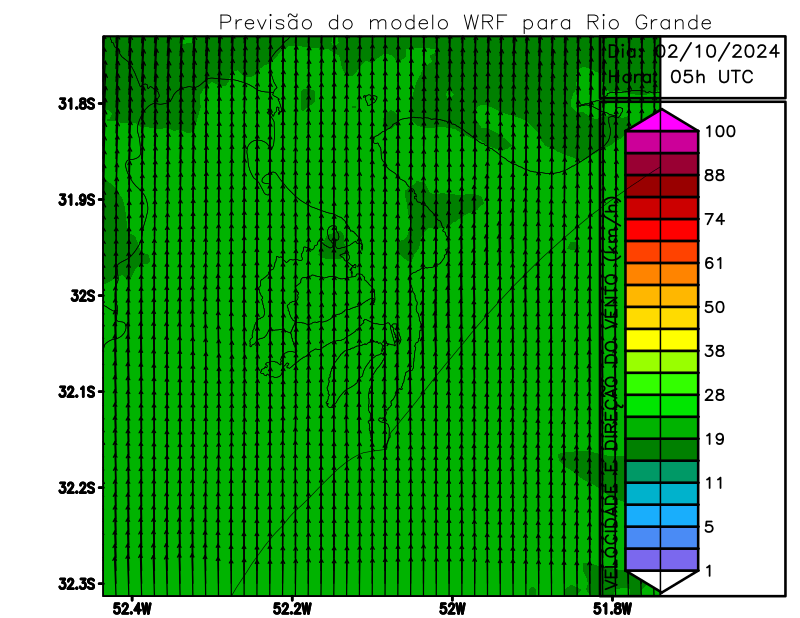 Previsão do modelo WRF para Rio Grande
Dia: 02/10/2024
Hora: 05h UTC
31.8S
31.9S
32S
32.1S
32.2S
32.3S
52.4W
52.2W
52W
51.8W
VELOCIDADE E DIREÇÃO DO VENTO (km/h)
100
88
74
61
50
38
28
19
11
5
1